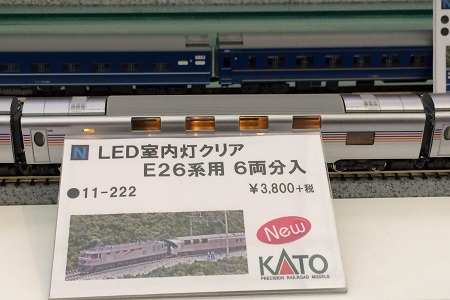 N LED室内灯クリア
E26系用 6両分入
●11-222 ¥3,800+税
New
KATO
PRECISION RAILROAD MODELS